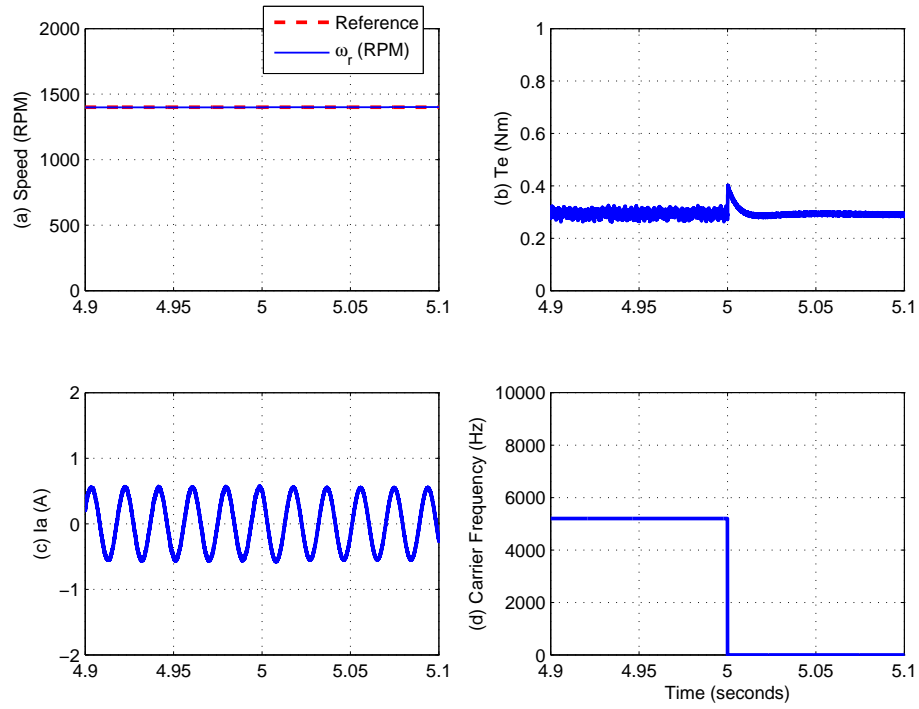 Reference
ω_r (RPM)
2000
1500
1000
500
0
4.9 4.95 5 5.05 5.1
(a) Speed (RPM)
1
0.8
0.6
0.4
0.2
0
4.9 4.95 5 5.05 5.1
(b) Te (Nm)
2
1
0
−1
−2
4.9 4.95 5 5.05 5.1
(c) Ia (A)
10000
8000
6000
4000
2000
0
4.9 4.95 5 5.05 5.1
(d) Carrier Frequency (Hz)
Time (seconds)